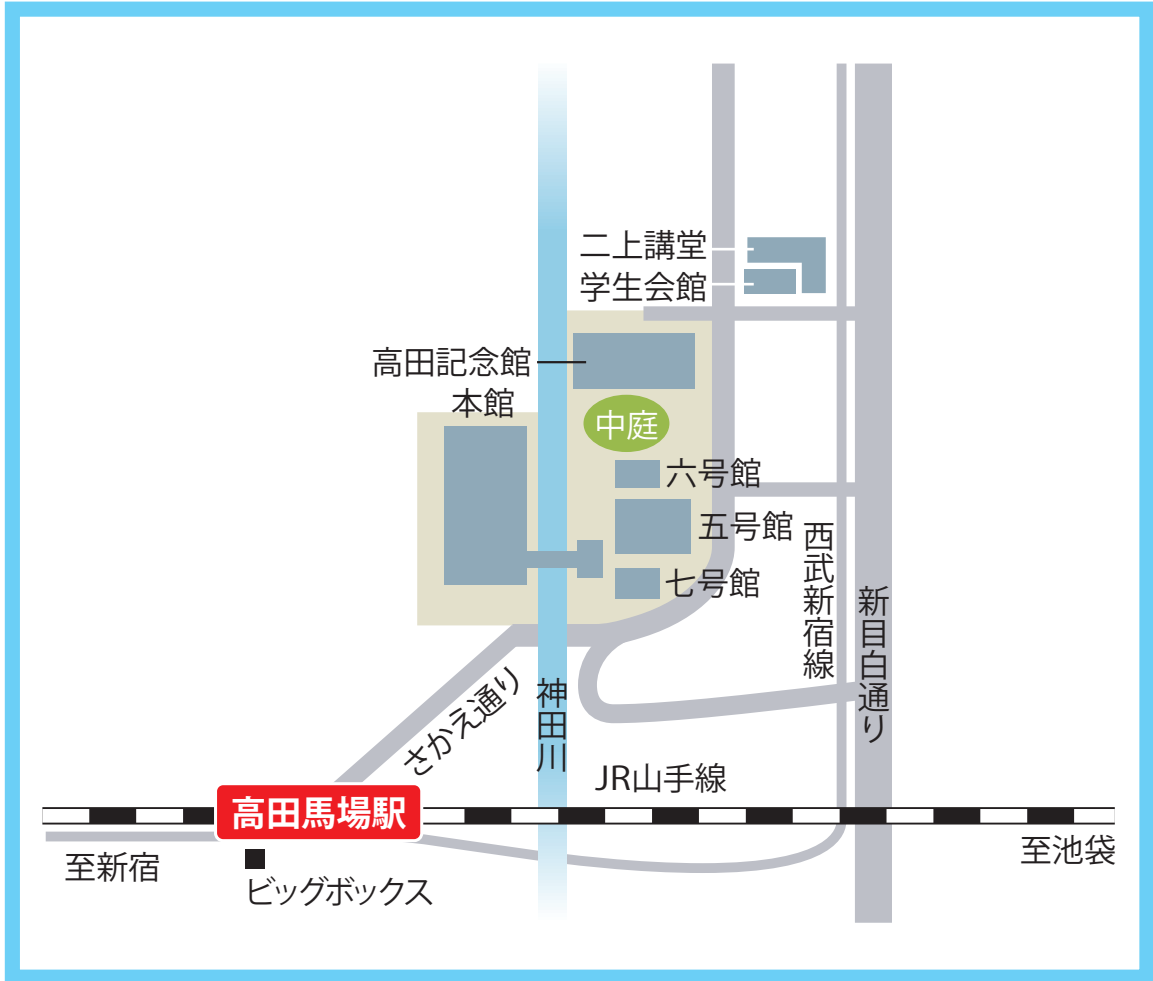 二上講堂
学生会館
高田記念館
本館
中庭
六号館
五号館
七号館
西武新宿線
新目白通り
さかえ通り
神田川
JR山手線
高田馬場駅
至新宿
至池袋
ビッグボックス